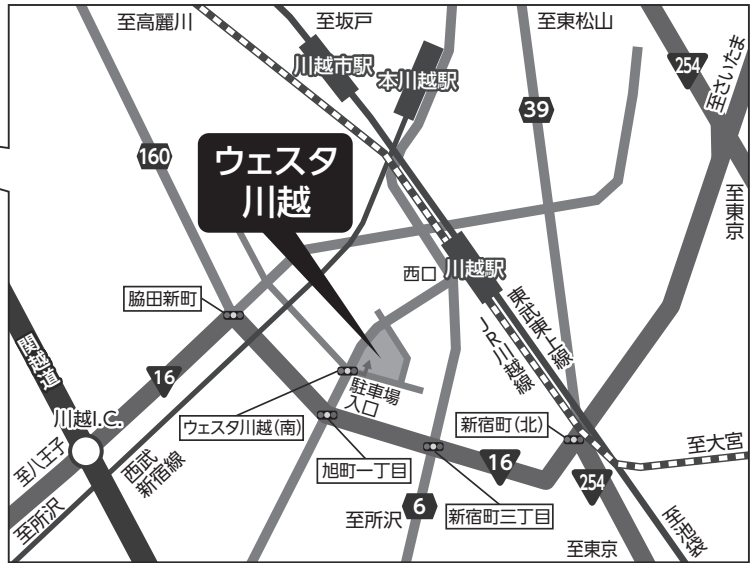 至高麗川
至坂戸
至東松山
川越市駅
本川越駅
254
至さいたま
39
160
ウェスタ
川越
至東京
西口
川越駅
脇田新町
東武東上線
JR川越線
関越道
16
駐車場
入口
川越I.C.
ウェスタ川越(南)
新宿町(北)
至八王子
西武
新宿線
旭町一丁目
16
至大宮
254
至所沢
至所沢
6
新宿町三丁目
至池袋
至東京